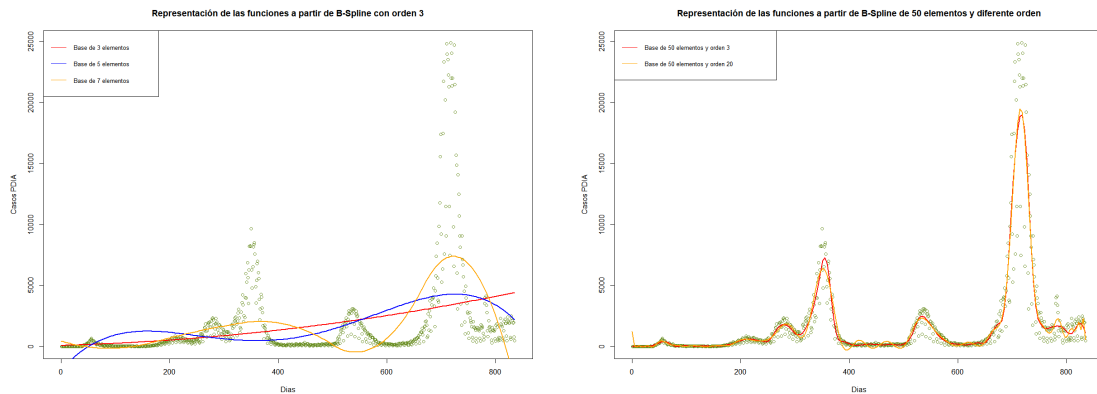 Representación de las funciones a partir de B-Spline con orden 3
Base de 3 elementos
Base de 5 elementos
Base de 7 elementos
Casos PDIA
0
5000
10000
15000
20000
25000
0
200
400
600
800
Dias
Representación de las funciones a partir de B-Spline de 50 elementos y diferente orden
Base de 50 elementos y orden 3
Base de 50 elementos y orden 20
Casos PDIA
0
5000
10000
15000
20000
25000
0
200
400
600
800
Dias